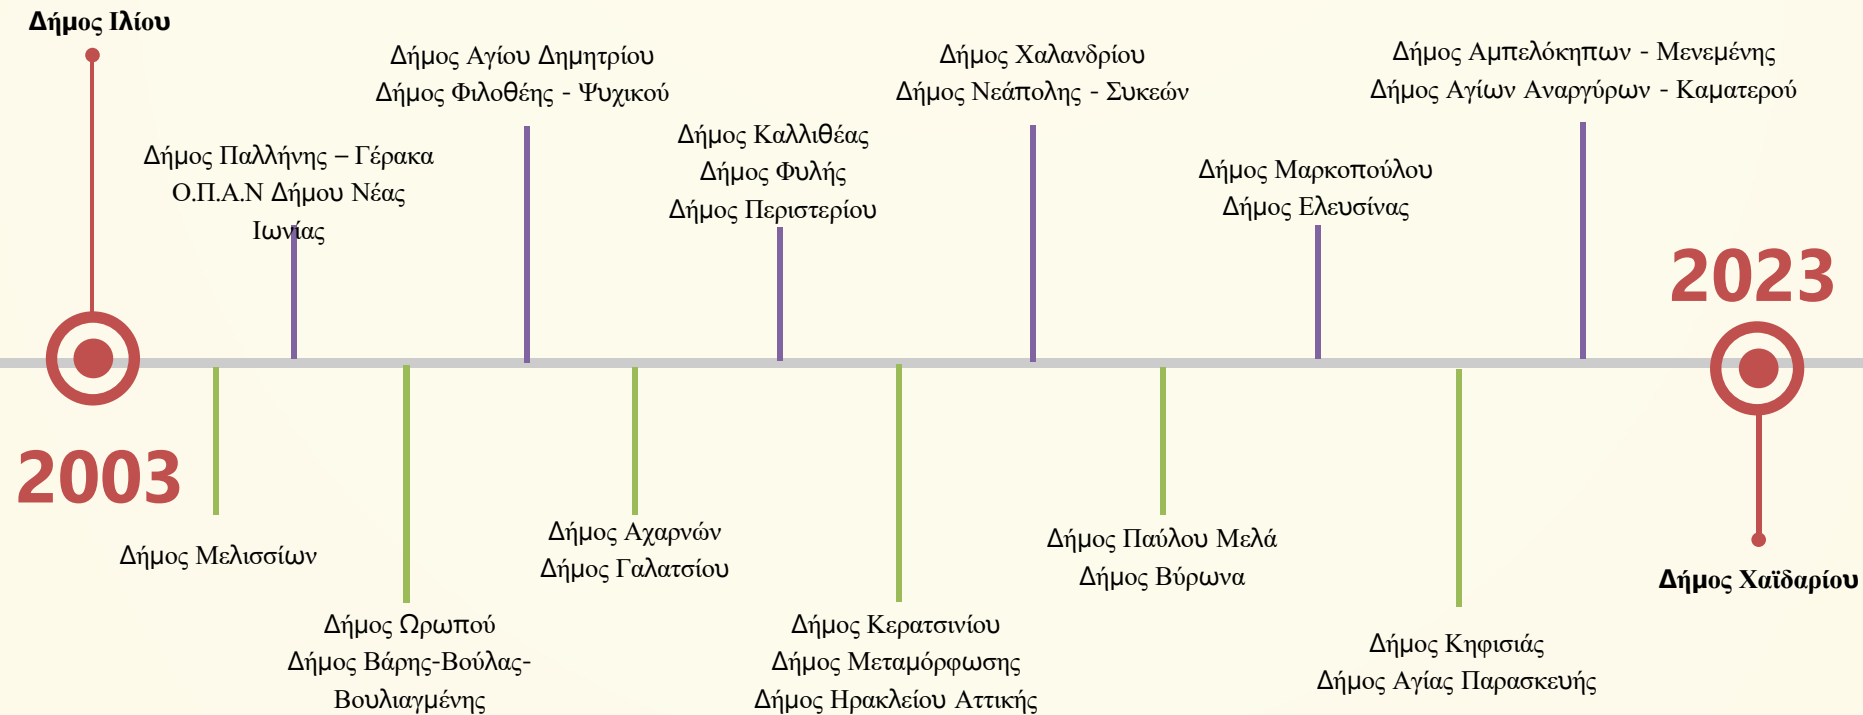 Δήμος Ιλίου
Δήμος Αγίου Δημητρίου
Δήμος Φιλοθέης - Ψυχικού
Δήμος Χαλανδρίου
Δήμος Νεάπολης - Συκεών
Δήμος Αμπελόκηπων - Μενεμένης
Δήμος Αγίων Αναργύρων - Καματερού
Δήμος Παλλήνης – Γέρακα
Ο.Π.Α.Ν Δήμου Νέας
Ιωνίας
Δήμος Καλλιθέας
Δήμος Φυλής
Δήμος Περιστερίου
Δήμος Μαρκοπούλου
Δήμος Ελευσίνας
2023
2003
Δήμος Μελισσίων
Δήμος Αχαρνών
Δήμος Γαλατσίου
Δήμος Παύλου Μελά
Δήμος Βύρωνα
Δήμος Χαϊδαρίου
Δήμος Ωρωπού
Δήμος Βάρης-Βούλας-
Βουλιαγμένης
Δήμος Κερατσινίου
Δήμος Μεταμόρφωσης
Δήμος Ηρακλείου Αττικής
Δήμος Κηφισιάς
Δήμος Αγίας Παρασκευής